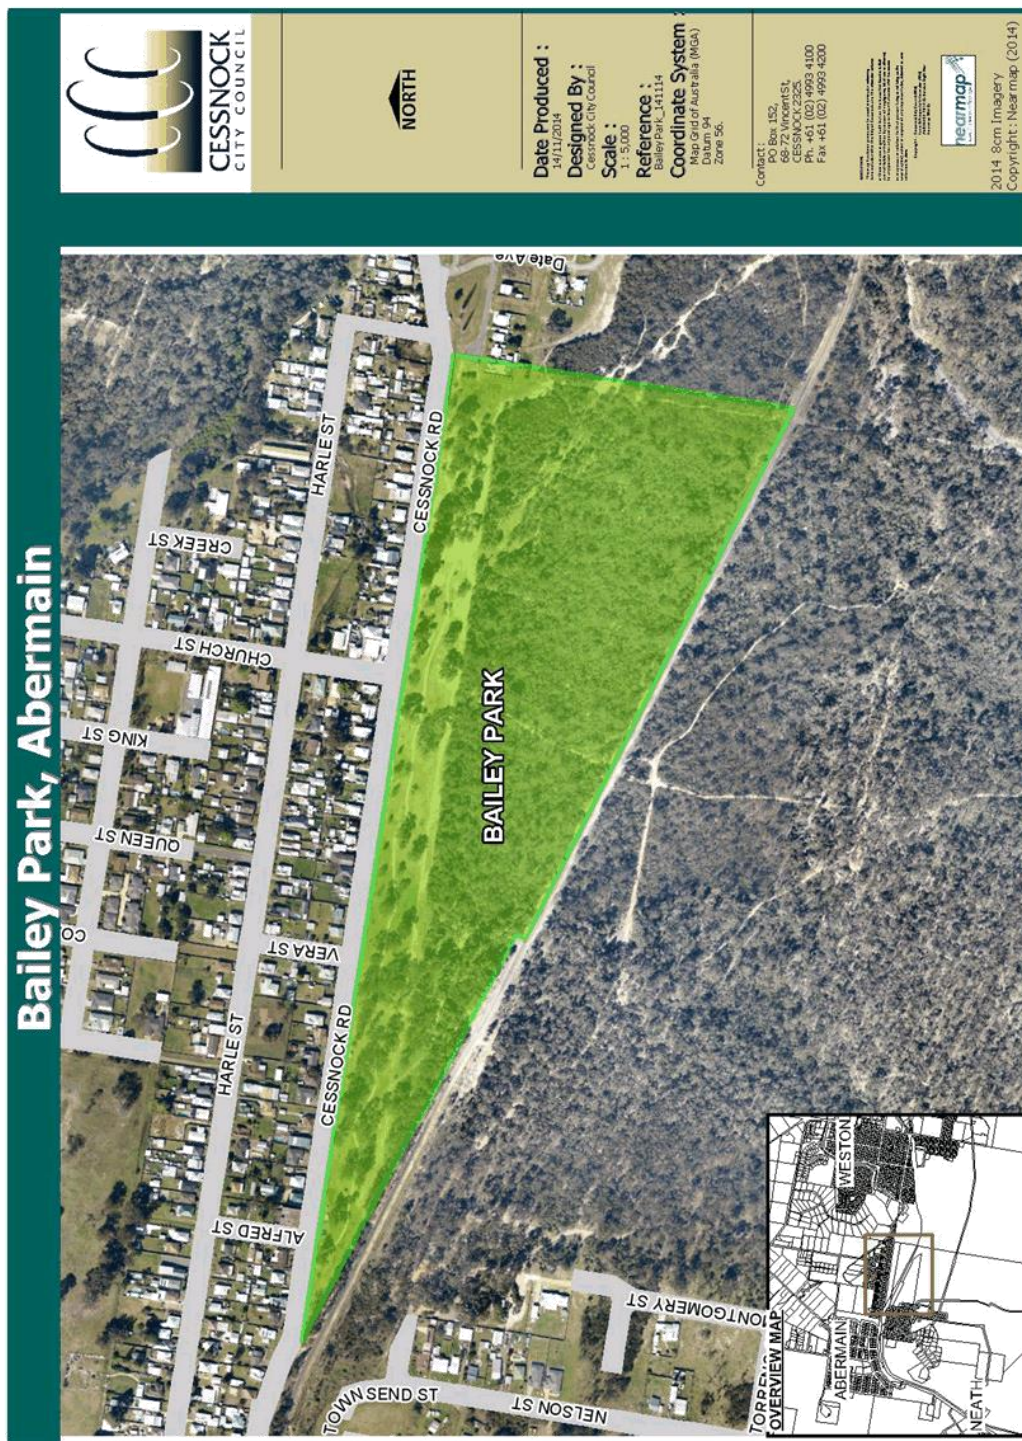 Bailey Park, Abermain
CESSNOCK
CITY COUNCIL
NORTH
Date Produced :
14/11/2014
Designed By :
Cessnock City Council
Scale :
1 : 5,000
Reference :
BaileyPark_141114
Coordinate System :
Map Grid of Australia (MGA)
Datum 94
Zone 56.
Contact :
PO Box 152,
68-72 Vincent St,
CESSNOCK 2325.
Ph. +61 (02) 4993 4100
Fax +61 (02) 4993 4200
nearmap
2014 8cm Imagery
Copyright: Nearmap (2014)
CO
QUEEN ST
KING ST
CHURCH ST
CREEK ST
HARLE ST
HARLE ST
ALFRED ST
VERA ST
CESSNOCK RD
CESSNOCK RD
Date Ave
BAILEY PARK
TOWNSEND ST
NELSON ST
MONTGOMERY ST
OVERVIEW MAP
ABERMAIN
WESTON
NEATH